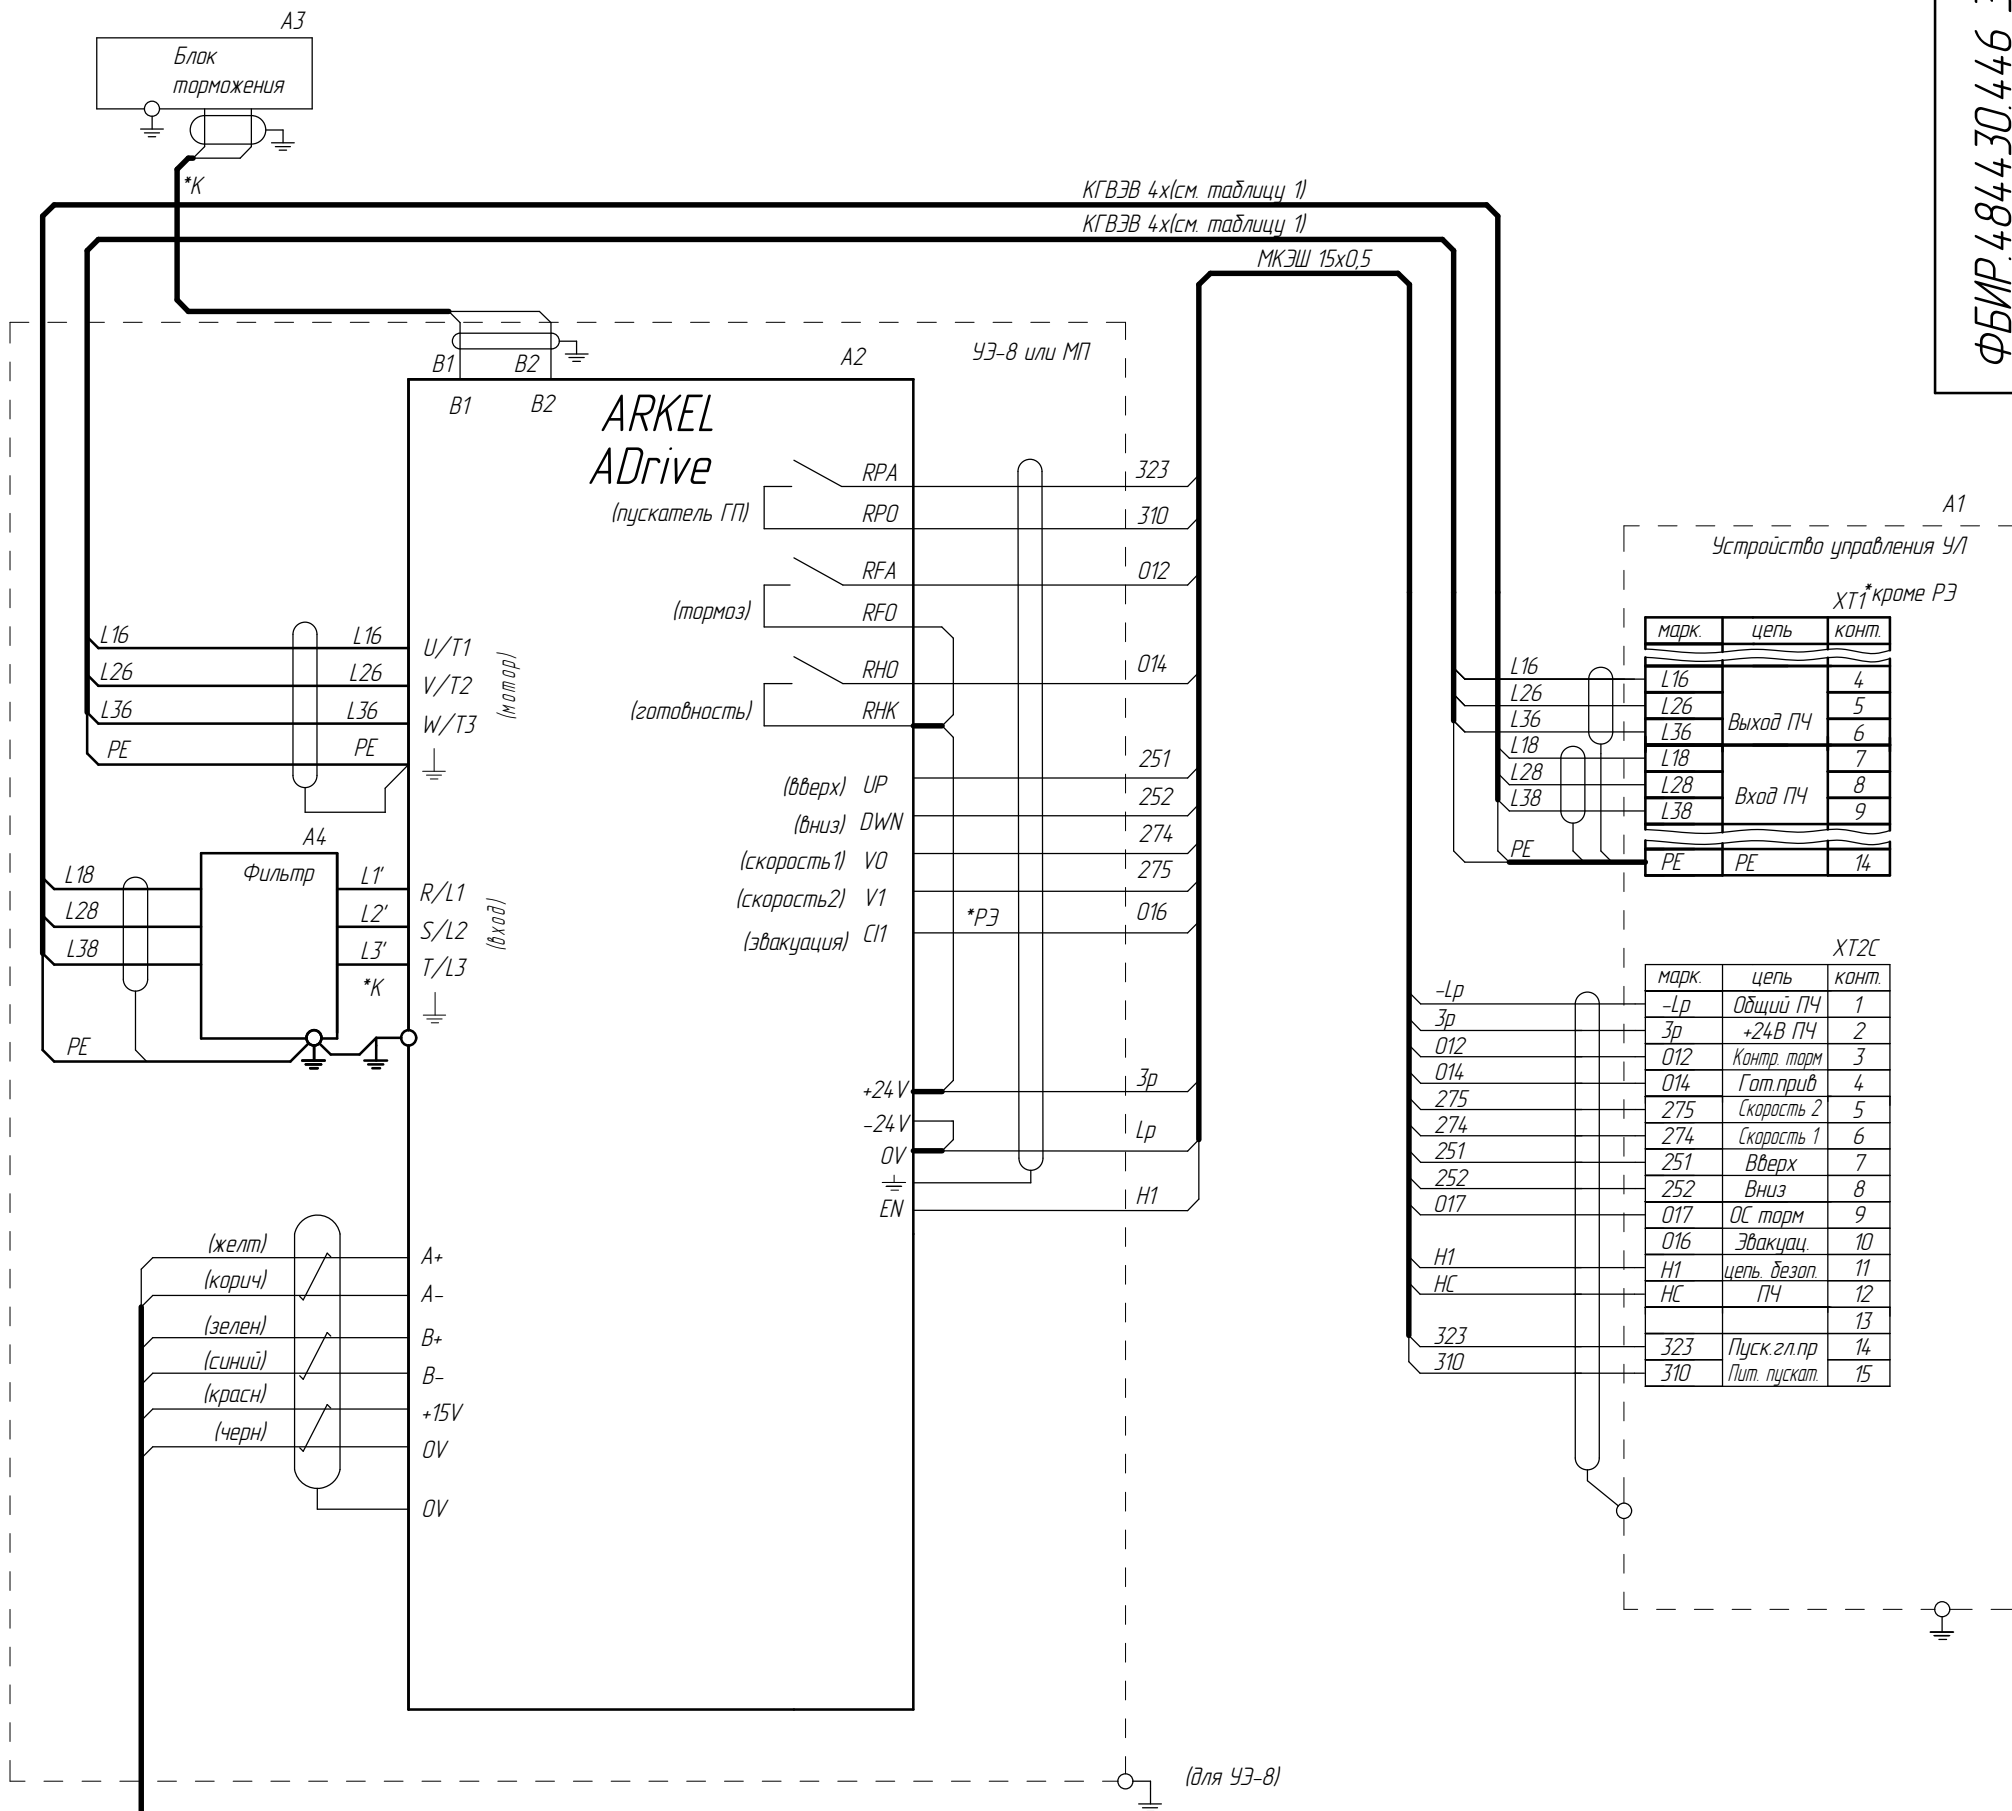 А3
Блок
торможения
*К
КГВЭВ 4х(см. таблицу 1)
КГВЭВ 4х(см. таблицу 1)
МКЭШ 15х0,5
ФБИР.484430.446
B1
B2
А2
УЭ-8 или МП
B1
B2
ARKEL
ADrive
(пускатель ГП)
RPA
323
RPO
310
(тормоз)
RFA
012
RFO
(готовность)
RHO
014
RHK
L16
L16
U/T1
L26
L26
V/T2
L36
L36
W/T3
PE
PE
(мотор)
(вверх) UP
251
(вниз) DWN
252
(скорость1) V0
274
(скорость2) V1
275
(эвакуация) CI1
*РЭ
016
А4
Фильтр
L18
L1'
R/L1
L28
L2'
S/L2
L38
L3'
T/L3
(вход)
*К
PE
+24V
3р
-24V
0V
Lp
EN
H1
(желт)
A+
(корич)
A-
(зелен)
B+
(синий)
B-
(красн)
+15V
(черн)
0V
0V
(для УЭ-8)
А1
Устройство управления УЛ
*кроме РЭ
ХТ1
марк. цепь конт.
L16 L16 4
L26 L26 5
L36 L36 Выход ПЧ 6
L18 L18 7
L28 L28 Вход ПЧ 8
L38 L38 9
PE PE PE 14
ХТ2С
марк. цепь конт.
-Lp -Lp Общий ПЧ 1
3р 3р +24В ПЧ 2
012 012 Контр. торм 3
014 014 Гот.прив 4
275 275 Скорость 2 5
274 274 Скорость 1 6
251 251 Вверх 7
252 252 Вниз 8
017 017 ОС торм 9
016 Эвакуац. 10
H1 H1 цепь. безоп. 11
HC HC ПЧ 12
13
323 323 Пуск.гл.пр 14
310 310 Пит. пускат. 15